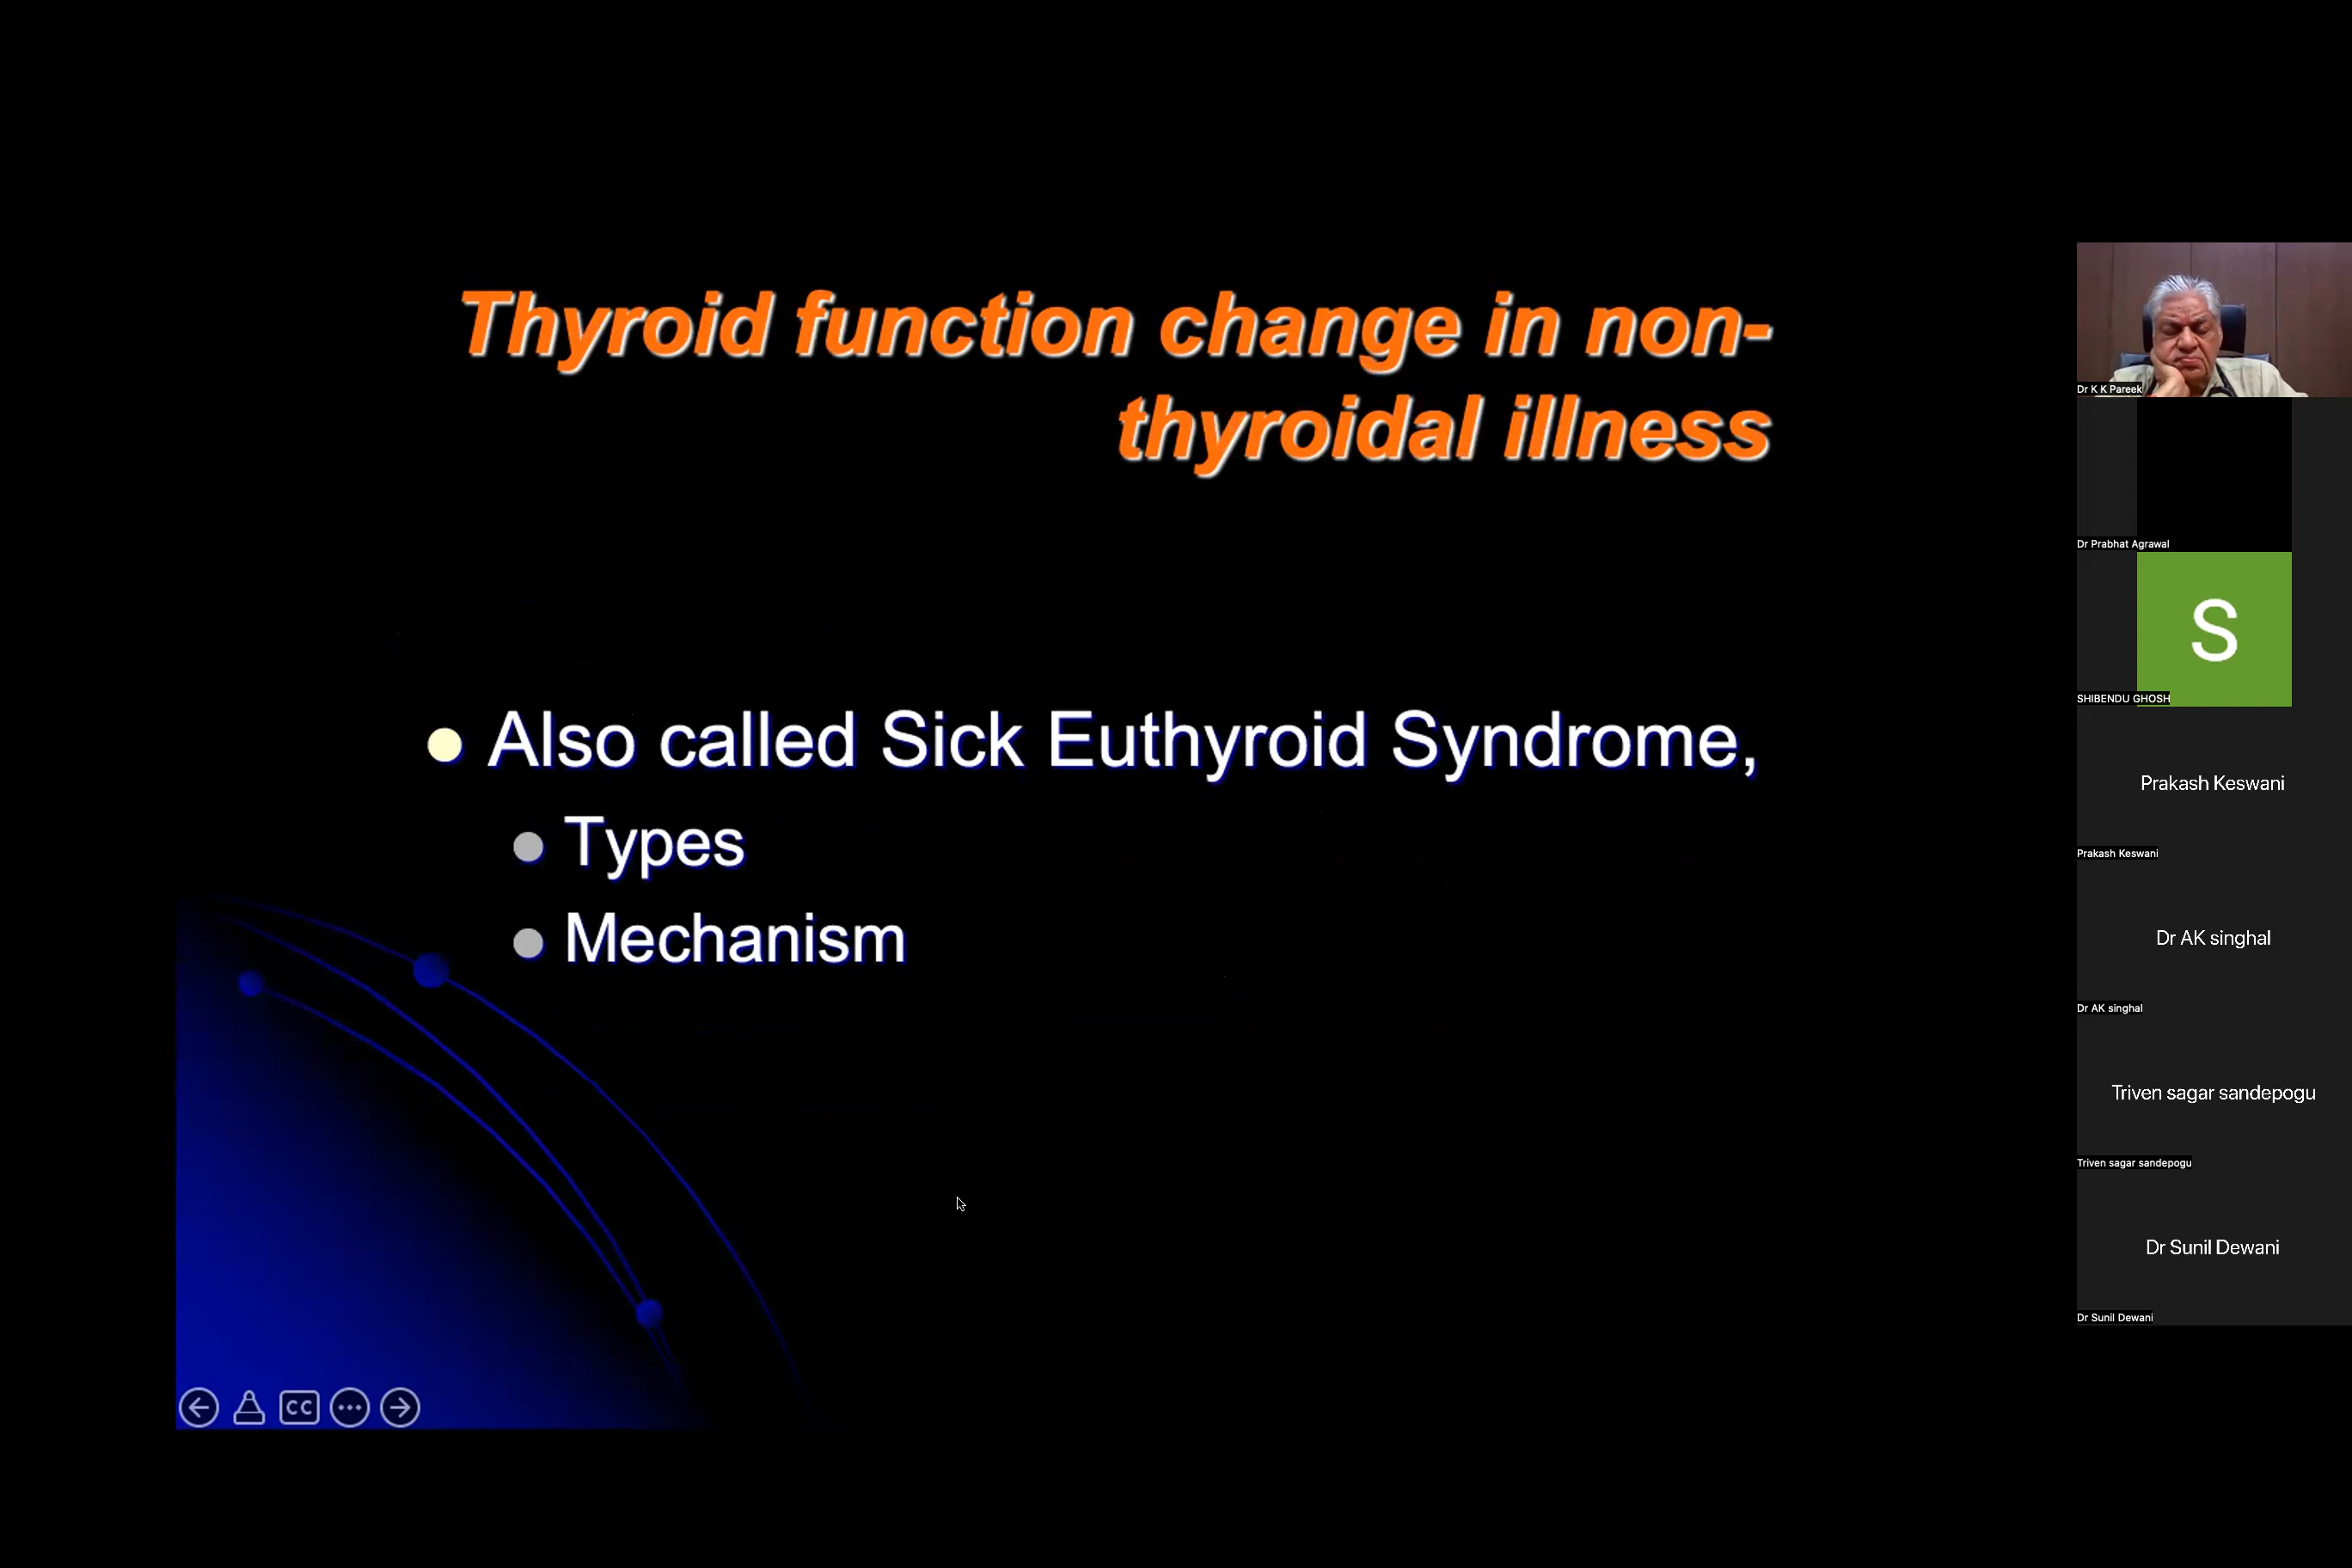 Thyroid function change in non-
thyroidal illness
Also called Sick Euthyroid Syndrome,
Types
Mechanism
CC
Dr K K Pareek
Dr Prabhat Agrawal
S
SHIBENDU GHOSH
Prakash Keswani
Prakash Keswani
Dr AK singhal
Dr AK singhal
Triven sagar sandepogu
Triven sagar sandepogu
Dr Sunil Dewani
Dr Sunil Dewani